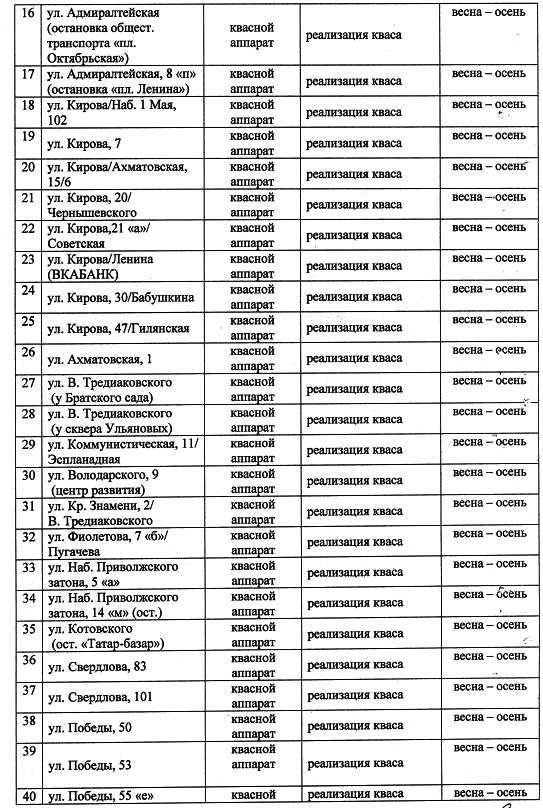 16 ул. Адмиралтейская квасной реализация кваса весна – осень
(остановка общест. аппарат
транспорта «пл.
Октябрьская»)
17 ул. Адмиралтейская, 8 «п» квасной реализация кваса весна – осень
(остановка «пл. Ленина») аппарат
18 ул. Кирова/Наб. 1 Мая, квасной реализация кваса весна – осень
102 аппарат
19 ул. Кирова, 7 квасной реализация кваса весна – осень
аппарат
20 ул. Кирова/Ахматовская, квасной реализация кваса весна – осень
15/6 аппарат
21 ул. Кирова, 20/ квасной реализация кваса весна – осень
Чернышевского аппарат
22 ул. Кирова,21 «а»/ квасной реализация кваса весна – осень
Советская аппарат
23 ул. Кирова/Ленина квасной реализация кваса весна – осень
(ВКАБАНК) аппарат
24 ул. Кирова, 30/Бабушкина квасной реализация кваса весна – осень
аппарат
25 ул. Кирова, 47/Гилянская квасной реализация кваса весна – осень
аппарат
26 ул. Ахматовская, 1 квасной реализация кваса весна – осень
аппарат
27 ул. В. Тредиаковского квасной реализация кваса весна – осень
(у Братского сада) аппарат
28 ул. В. Тредиаковского квасной реализация кваса весна – осень
(у сквера Ульяновых) аппарат
29 ул. Коммунистическая, 11/ квасной реализация кваса весна – осень
Эспланадная аппарат
30 ул. Володарского, 9 квасной реализация кваса весна – осень
(центр развития) аппарат
31 ул. Кр. Знамени, 2/ квасной реализация кваса весна – осень
В. Тредиаковского аппарат
32 ул. Фиолетова, 7 «б»/ квасной реализация кваса весна – осень
Пугачева аппарат
33 ул. Наб. Приволжского квасной реализация кваса весна – осень
затона, 5 «а» аппарат
34 ул. Наб. Приволжского квасной реализация кваса весна – осень
затона, 14 «м» (ост.) аппарат
35 ул. Котовского квасной реализация кваса весна – осень
(ост. «Татар-базар») аппарат
36 ул. Свердлова, 83 квасной реализация кваса весна – осень
аппарат
37 ул. Свердлова, 101 квасной реализация кваса весна – осень
аппарат
38 ул. Победы, 50 квасной реализация кваса весна – осень
аппарат
39 ул. Победы, 53 квасной реализация кваса весна – осень
аппарат
40 ул. Победы, 55 «е» квасной реализация кваса весна – осень